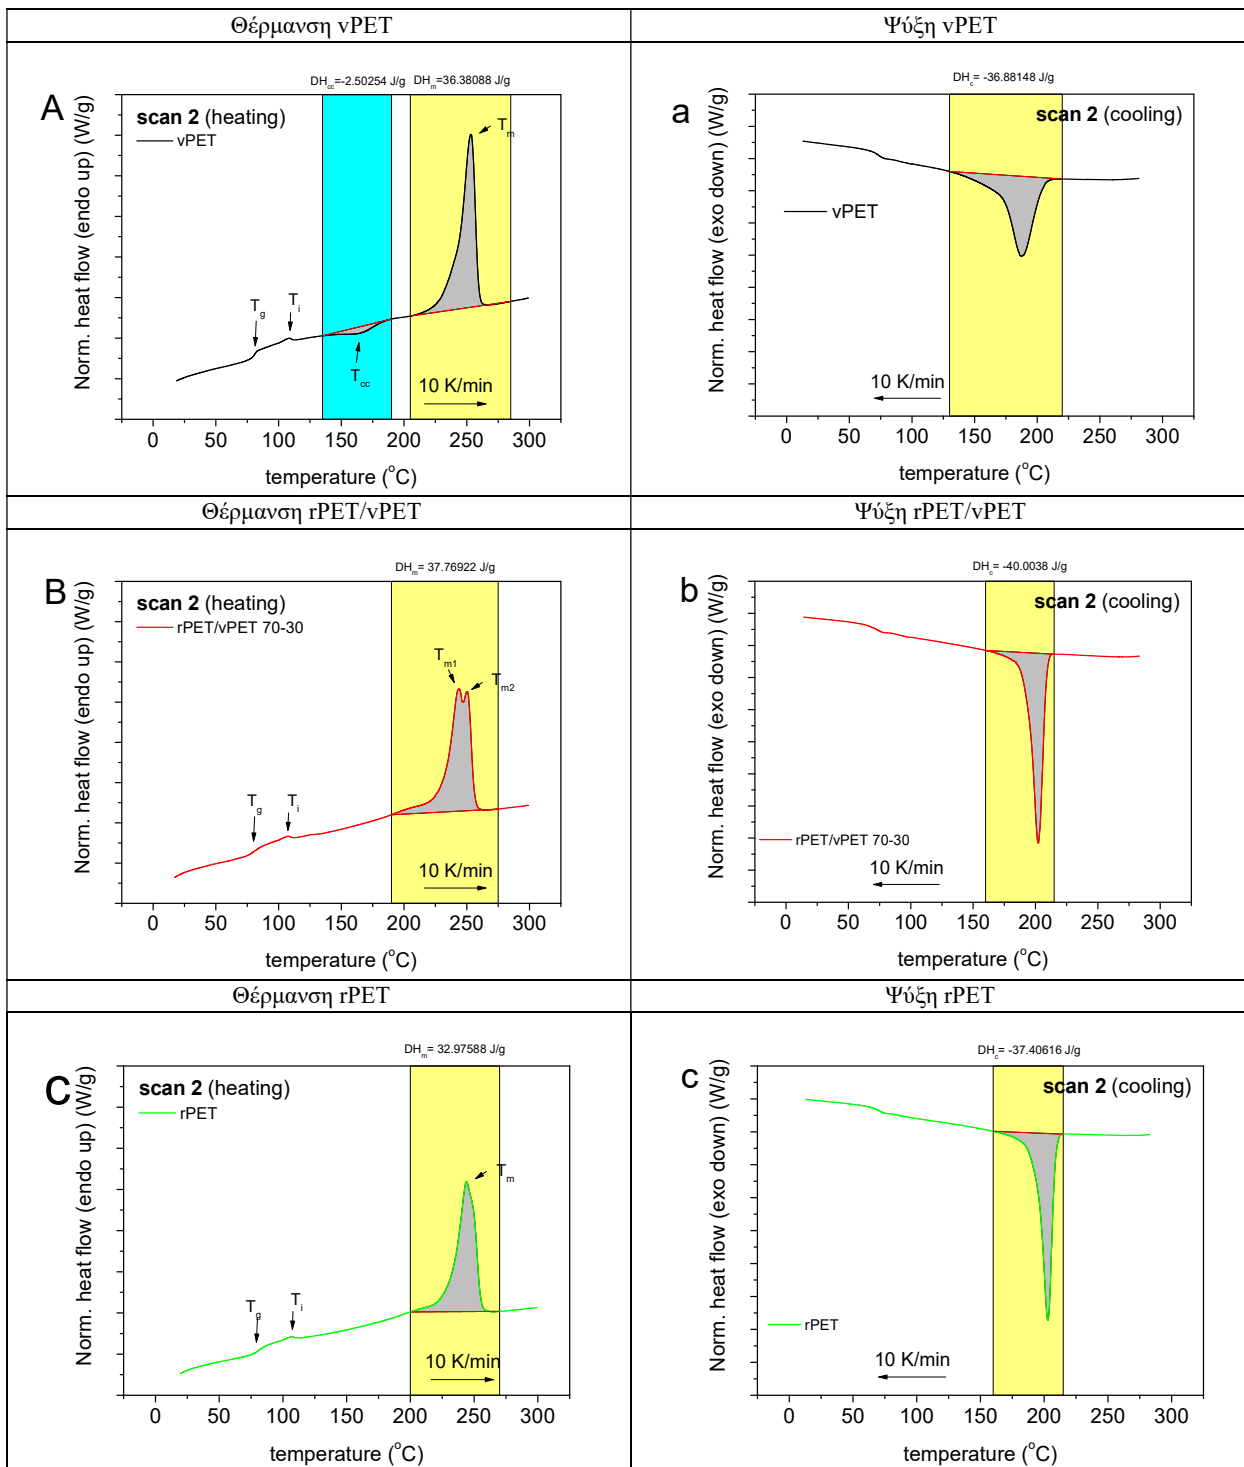 Θέρμανση vPET
Ψύξη vPET
DHcc=-2.50254 J/g DHm=36.38088 J/g
A
scan 2 (heating)
vPET
Tm
Tg
Ti
Tcc
10 K/min
Norm. heat flow (endo up) (W/g)
0 50 100 150 200 250 300
temperature (°C)
DHc= -36.88148 J/g
a
scan 2 (cooling)
vPET
10 K/min
Norm. heat flow (exo down) (W/g)
0 50 100 150 200 250 300
temperature (°C)
Θέρμανση rPET/vPET
Ψύξη rPET/vPET
DHm= 37.76922 J/g
B
scan 2 (heating)
rPET/vPET 70-30
Tm1
Tm2
Tg
Ti
10 K/min
Norm. heat flow (endo up) (W/g)
0 50 100 150 200 250 300
temperature (°C)
DHc= -40.0038 J/g
b
scan 2 (cooling)
rPET/vPET 70-30
10 K/min
Norm. heat flow (exo down) (W/g)
0 50 100 150 200 250 300
temperature (°C)
Θέρμανση rPET
Ψύξη rPET
DHm= 32.97588 J/g
C
scan 2 (heating)
rPET
Tm
Tg
Ti
10 K/min
Norm. heat flow (endo up) (W/g)
0 50 100 150 200 250 300
temperature (°C)
DHc= -37.40616 J/g
c
scan 2 (cooling)
rPET
10 K/min
Norm. heat flow (exo down) (W/g)
0 50 100 150 200 250 300
temperature (°C)